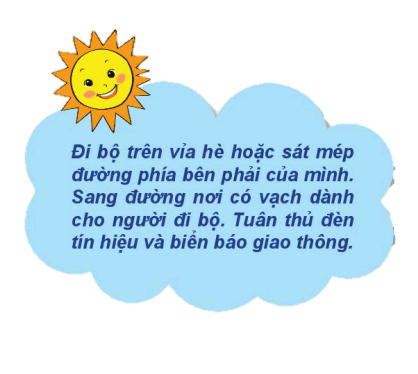 Đi bộ trên vỉa hè hoặc sát mép
đường phía bên phải của mình.
Sang đường nơi có vạch dành
cho người đi bộ. Tuân thủ đèn
tín hiệu và biển báo giao thông.